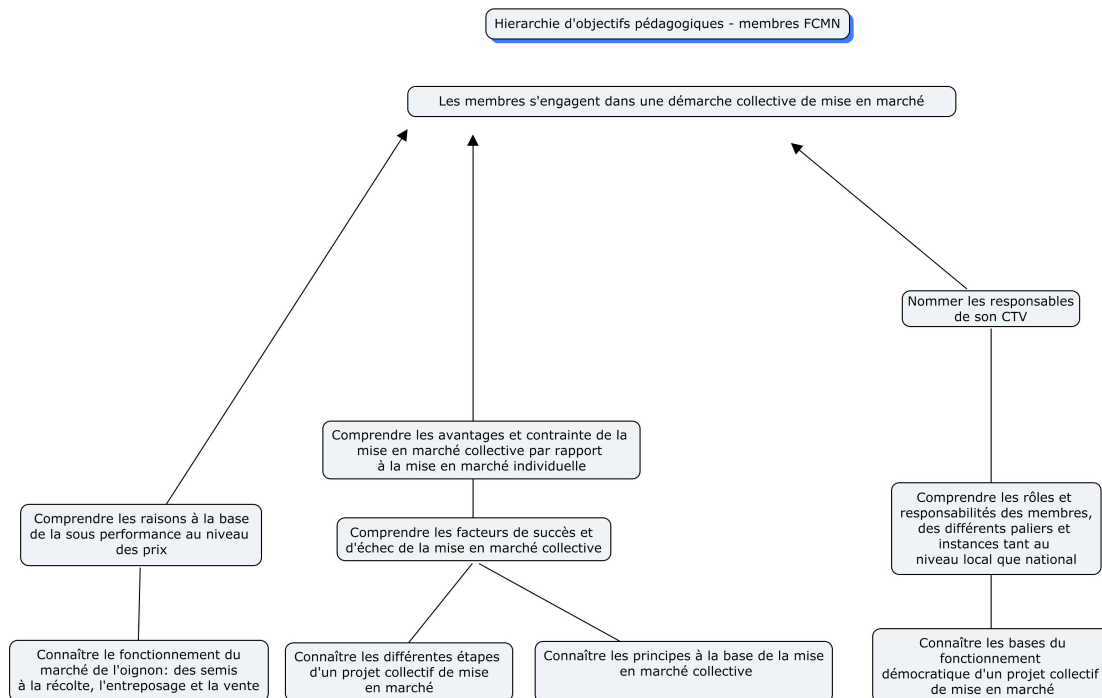 Hierarchie d'objectifs pédagogiques - membres FCMN
Les membres s'engagent dans une démarche collective de mise en marché
Nommer les responsables
de son CTV
Comprendre les avantages et contrainte de la
mise en marché collective par rapport
à la mise en marché individuelle
Comprendre les raisons à la base
de la sous performance au niveau
des prix
Comprendre les facteurs de succès et
d'échec de la mise en marché collective
Comprendre les rôles et
responsabilités des membres,
des différents paliers et
instances tant au
niveau local que national
Connaître le fonctionnement du
marché de l'oignon: des semis
à la récolte, l'entreposage et la vente
Connaître les différentes étapes
d'un projet collectif de mise
en marché
Connaître les principes à la base de la mise
en marché collective
Connaître les bases du
fonctionnement
démocratique d'un projet collectif
de mise en marché